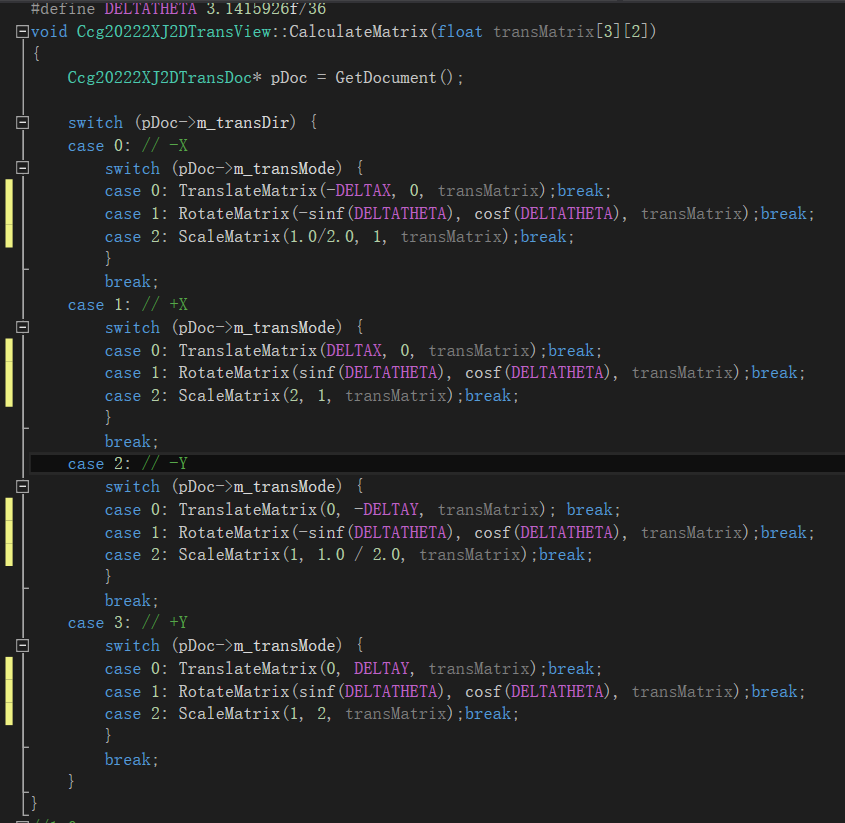 #define DELTATHETA 3.1415926f/36
void Ccg20222XJ2DTransView::CalculateMatrix(float transMatrix[3][2])
{
    Ccg20222XJ2DTransDoc* pDoc = GetDocument();

    switch (pDoc->m_transDir) {
    case 0: // -X
        switch (pDoc->m_transMode) {
        case 0: TranslateMatrix(-DELTAX, 0, transMatrix);break;
        case 1: RotateMatrix(-sinf(DELTATHETA), cosf(DELTATHETA), transMatrix);break;
        case 2: ScaleMatrix(1.0/2.0, 1, transMatrix);break;
        }
        break;
    case 1: // +X
        switch (pDoc->m_transMode) {
        case 0: TranslateMatrix(DELTAX, 0, transMatrix);break;
        case 1: RotateMatrix(sinf(DELTATHETA), cosf(DELTATHETA), transMatrix);break;
        case 2: ScaleMatrix(2, 1, transMatrix);break;
        }
        break;
    case 2: // -Y
        switch (pDoc->m_transMode) {
        case 0: TranslateMatrix(0, -DELTAY, transMatrix); break;
        case 1: RotateMatrix(-sinf(DELTATHETA), cosf(DELTATHETA), transMatrix);break;
        case 2: ScaleMatrix(1, 1.0 / 2.0, transMatrix);break;
        }
        break;
    case 3: // +Y
        switch (pDoc->m_transMode) {
        case 0: TranslateMatrix(0, DELTAY, transMatrix);break;
        case 1: RotateMatrix(sinf(DELTATHETA), cosf(DELTATHETA), transMatrix);break;
        case 2: ScaleMatrix(1, 2, transMatrix);break;
        }
        break;
    }
}